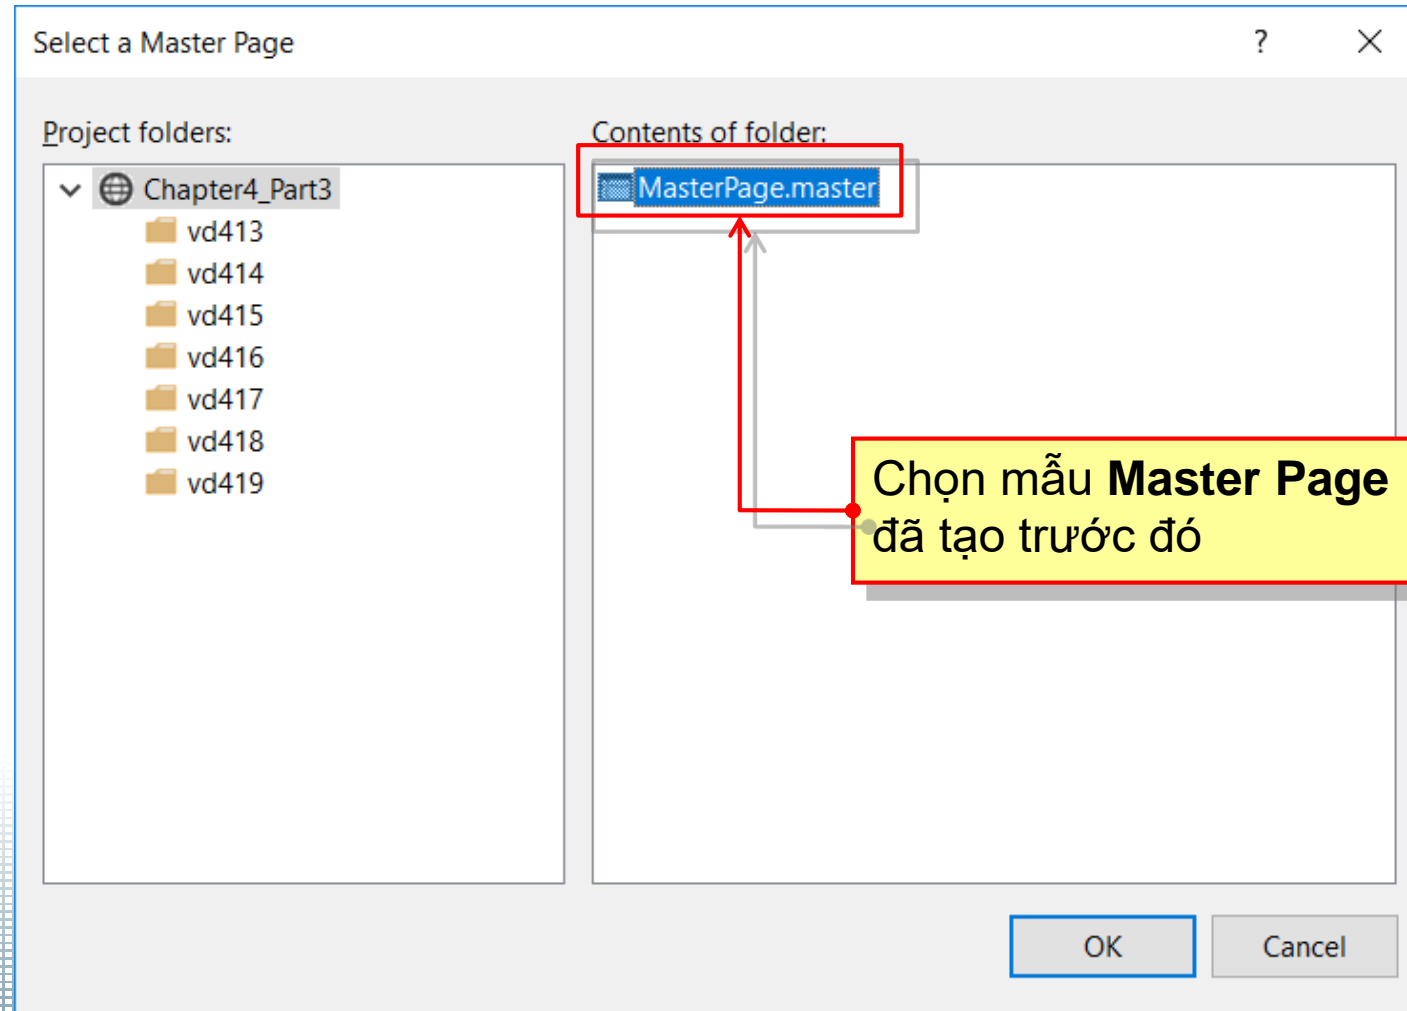 Select a Master Page
?
Project folders:
Contents of folder:
Chapter4_Part3
vd413
vd414
vd415
vd416
vd417
vd418
vd419
MasterPage.master
Chọn mẫu Master Page
đã tạo trước đó
OK
Cancel